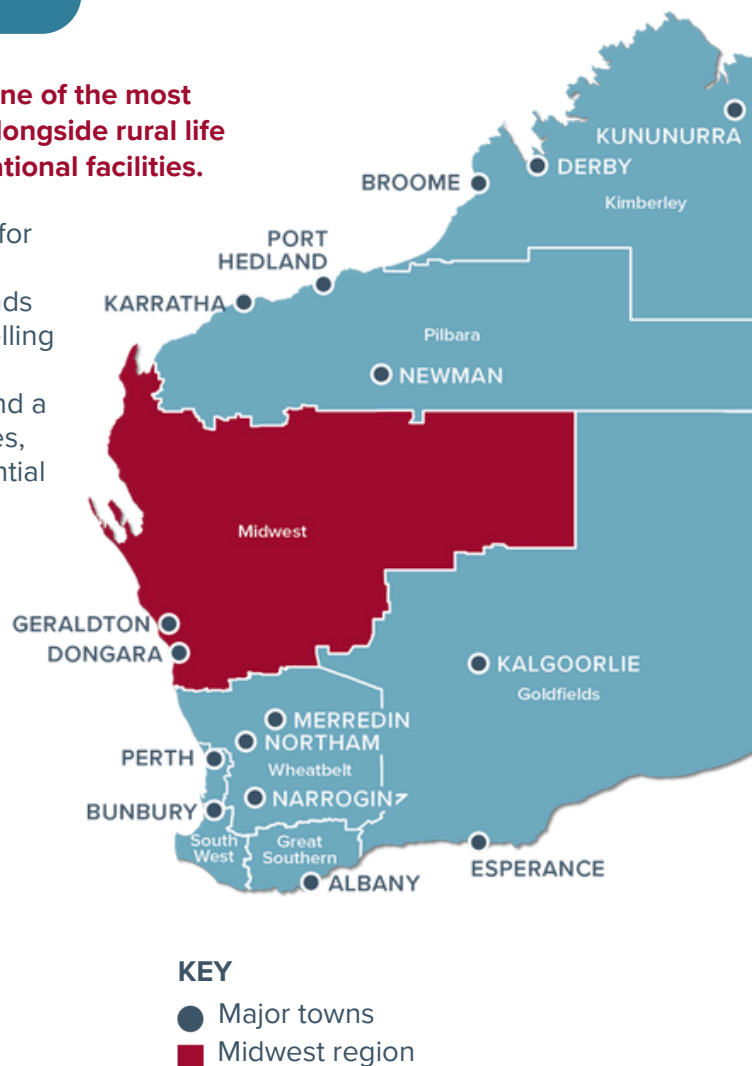 ne of the most
longside rural life
ational facilities.
for
ds
lling
nd a
es,
ntial
KUNUNURRA
DERBY
BROOME
Kimberley
PORT
HEDLAND
KARRATHA
Pilbara
NEWMAN
Midwest
GERALDTON
DONGARA
KALGOORLIE
Goldfields
MERREDIN
NORTHAM
PERTH
Wheatbelt
NARROGIN
BUNBURY
South
West
Great
Southern
ESPERANCE
ALBANY
KEY
Major towns
Midwest region